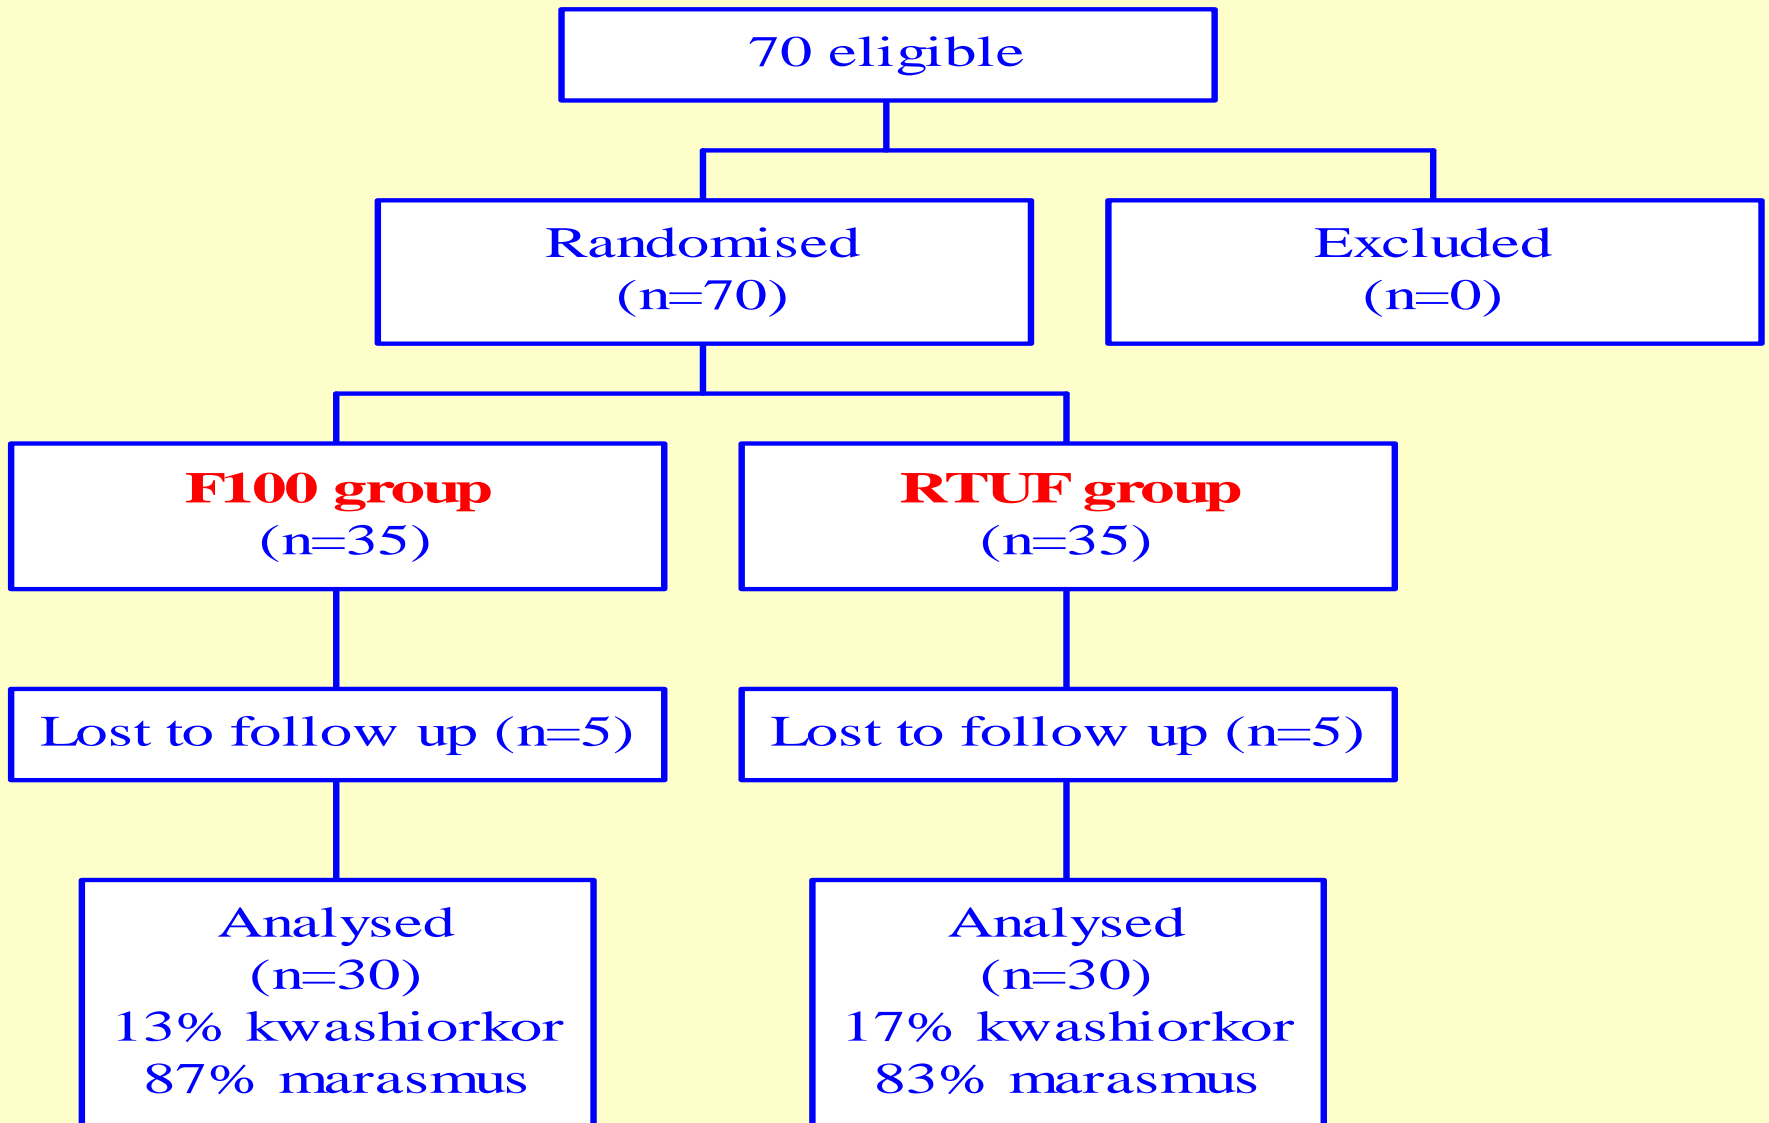 70 eligible
Randomised
(n=70)
Excluded
(n=0)
F100 group
(n=35)
RTUF group
(n=35)
Lost to follow up (n=5)
Lost to follow up (n=5)
Analysed
(n=30)
13% kwashiorkor
87% marasmus
Analysed
(n=30)
17% kwashiorkor
83% marasmus